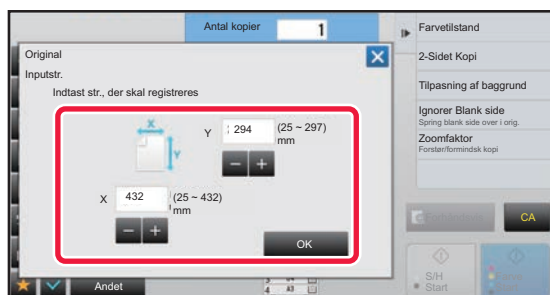 Antal kopier 1
Original
Inputstr.
Indtast str., der skal registreres
X
Y
Y 294 (25 ~ 297)
mm
X 432 (25 ~ 432)
mm
OK
Farvetilstand
2-Sidet Kopi
Tilpasning af baggrund
Ignorer Blank side
Spring blank side over i orig.
Zoomfaktor
Forstør/formindsk kopi
CA
S/H
Start
Start
Andet
4 A3